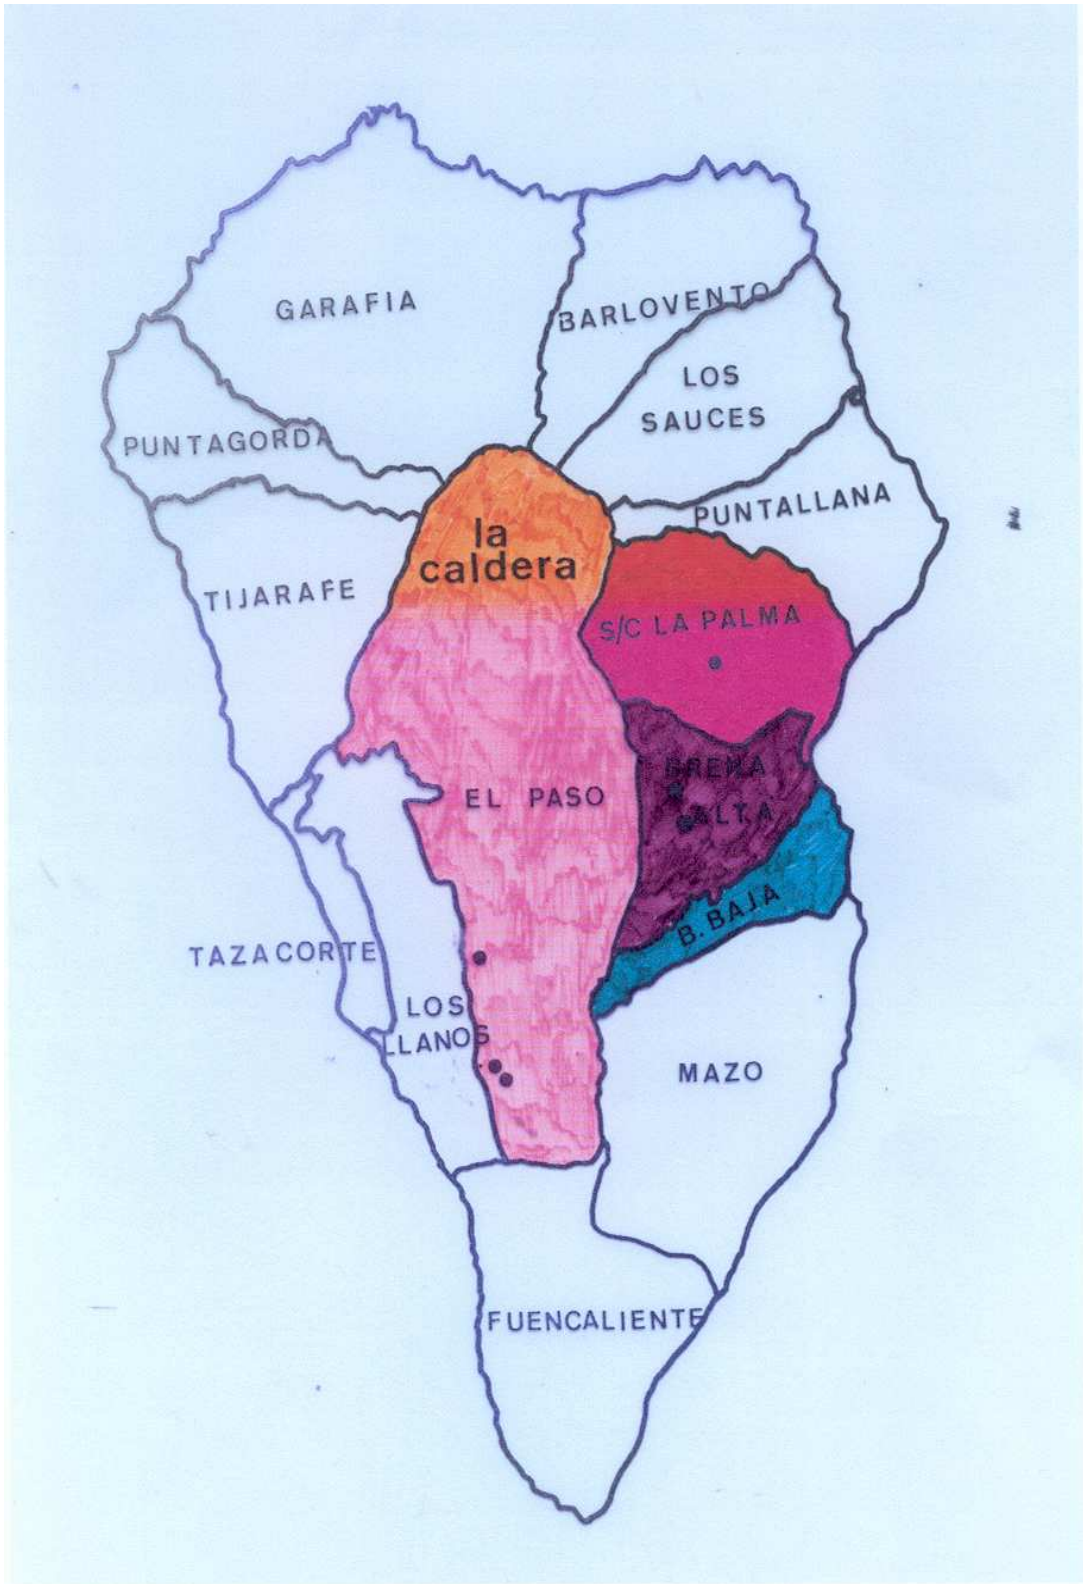 GARAFIA
BARLOVENTO
LOS
SAUCES
PUNTAGORDA
PUNTALLANA
la
caldera
TIJARAFE
S/C LA PALMA
BREÑA
ALTA
EL PASO
B. BAJA
TAZACORTE
LOS
LLANOS
MAZO
FUENCALIENTE